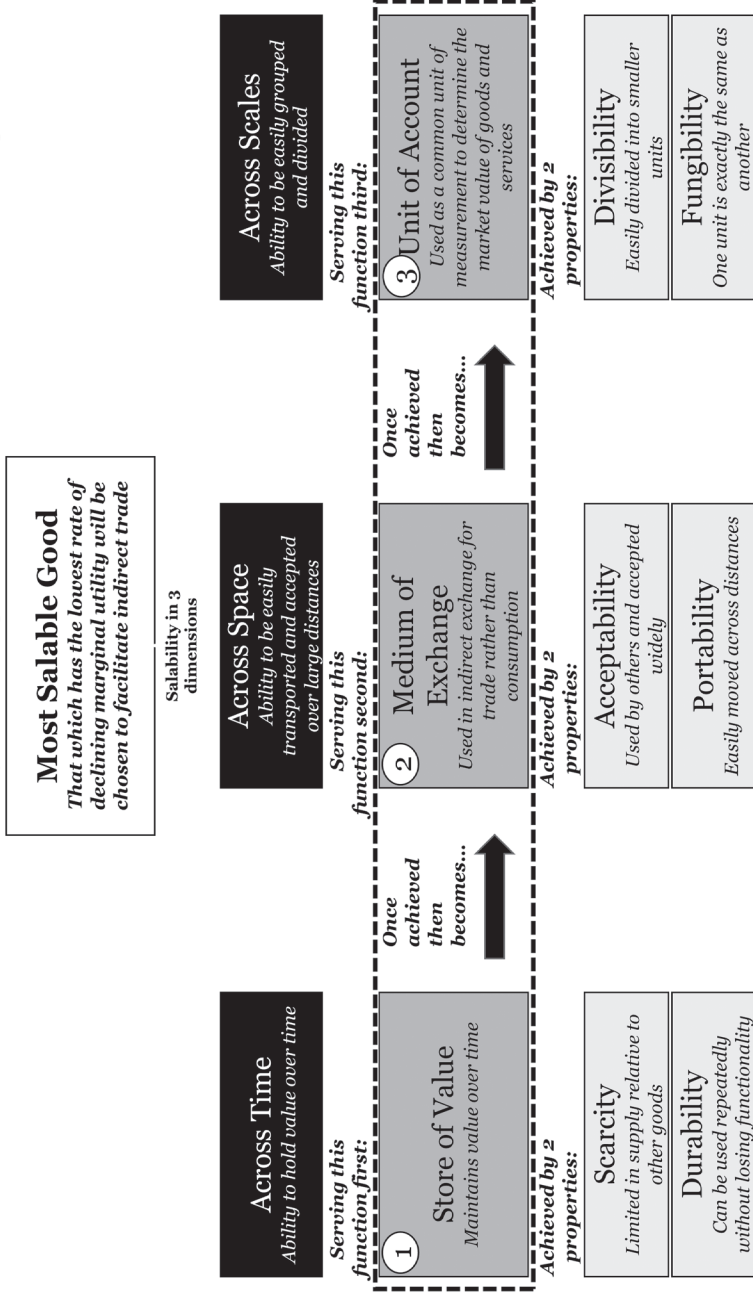 Most Salable Good
That which has the lowest rate of
declining marginal utility will be
chosen to facilitate indirect trade
Salability in 3
dimensions
Across Time
Ability to hold value over time
Across Space
Ability to be easily
transported and accepted
over large distances
Across Scales
Ability to be easily grouped
and divided
Serving this
function first:
Serving this
function second:
Serving this
function third:
1
Store of Value
Maintains value over time
Once
achieved
then
becomes...
2
Medium of
Exchange
Used in indirect exchange for
trade rather than
consumption
Once
achieved
then
becomes...
3
Unit of Account
Used as a common unit of
measurement to determine the
market value of goods and
services
Achieved by 2
properties:
Achieved by 2
properties:
Achieved by 2
properties:
Scarcity
Limited in supply relative to
other goods
Acceptability
Used by others and accepted
widely
Divisibility
Easily divided into smaller
units
Durability
Can be used repeatedly
without losing functionality
Portability
Easily moved across distances
Fungibility
One unit is exactly the same as
another